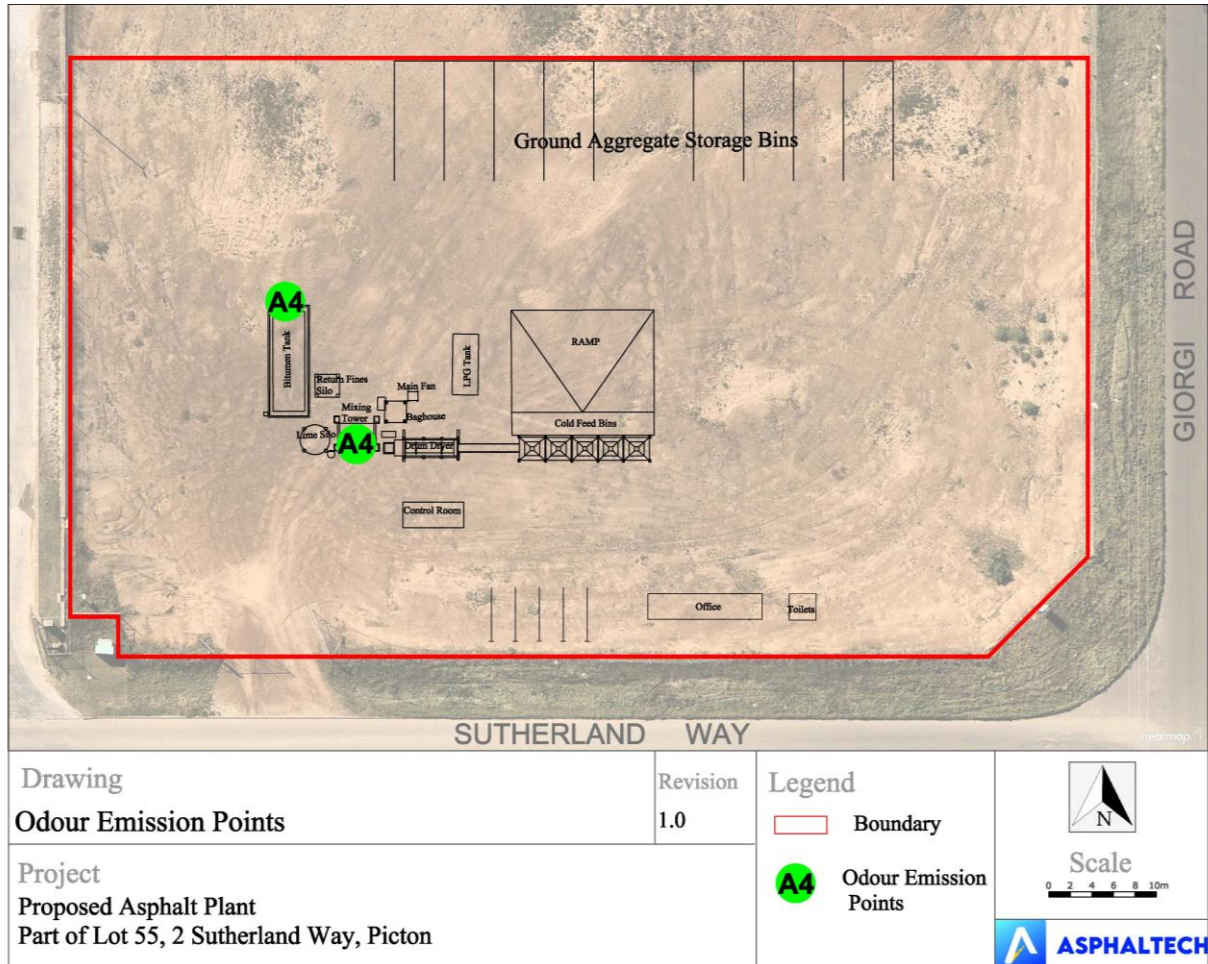 Ground Aggregate Storage Bins
GIORGI ROAD
A4
Bitumen Tank
Return Fines
Silo
LPG Tank
RAMP
Main Fan
Mixing
Tower
Baghouse
Cold Feed Bins
Lime Silo
A4
Drum Dryer
Control Room
Office
Toilets
SUTHERLAND WAY
nearmap
Drawing
Odour Emission Points
Revision
1.0
Project
Proposed Asphalt Plant
Part of Lot 55, 2 Sutherland Way, Picton
Legend
Boundary
A4
Odour Emission
Points
N
Scale
0 2 4 6 8 10m
ASPHALTECH